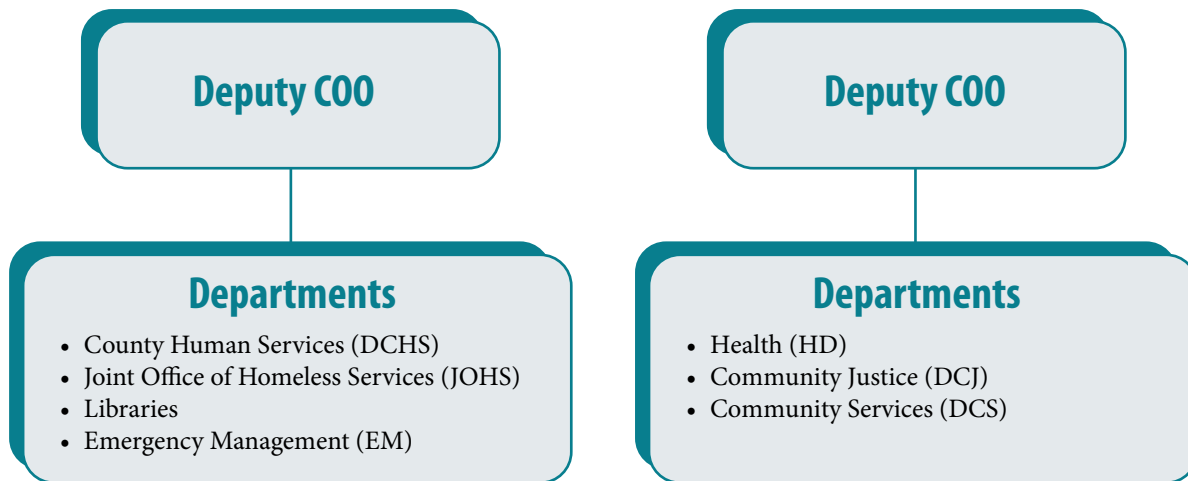 Deputy COO
Departments
• County Human Services (DCHS)
• Joint Office of Homeless Services (JOHS)
• Libraries
• Emergency Management (EM)
Deputy COO
Departments
• Health (HD)
• Community Justice (DCJ)
• Community Services (DCS)